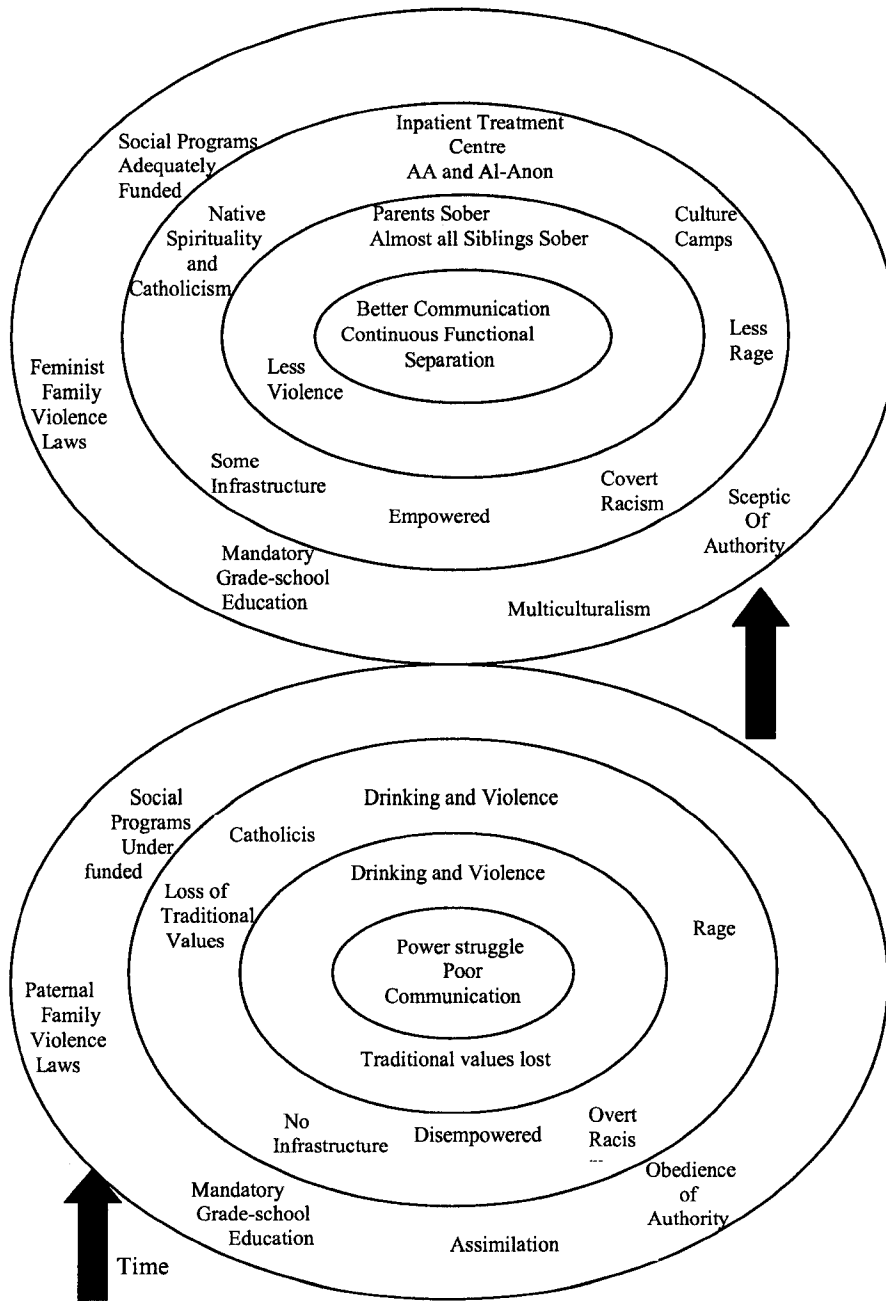 Social Programs
Adequately
Funded
Inpatient Treatment
Centre
AA and Al-Anon
Native
Spirituality
and
Catholicism
Parents Sober
Almost all Siblings Sober
Culture
Camps
Better Communication
Continuous Functional
Separation
Less
Rage
Less
Violence
Feminist
Family
Violence
Laws
Some
Infrastructure
Empowered
Covert
Racism
Sceptic
Of
Authority
Mandatory
Grade-school
Education
Multiculturalism
Social
Programs
Under
funded
Drinking and Violence
Catholicis
Drinking and Violence
Loss of
Traditional
Values
Rage
Power struggle
Poor
Communication
Paternal
Family
Violence
Laws
Traditional values lost
No
Infrastructure
Disempowered
Overt
Racis
Obedience
of
Authority
Mandatory
Grade-school
Education
Assimilation
Time